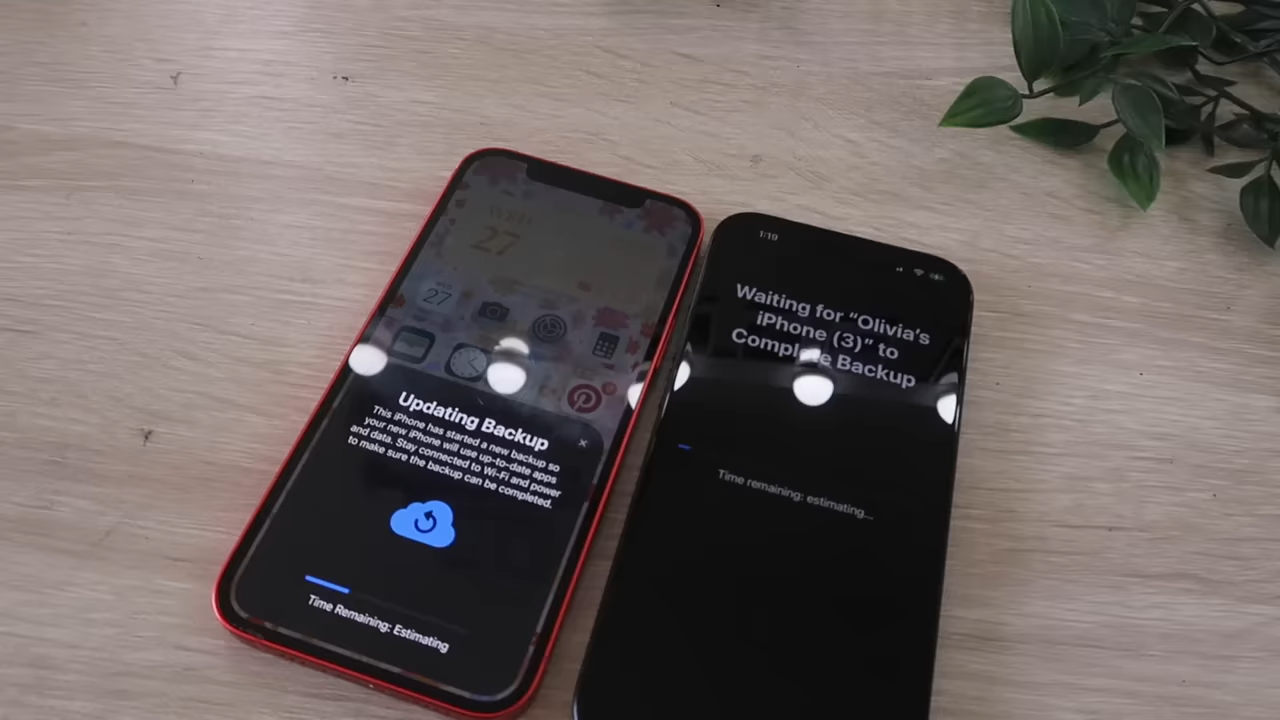 27
27
Updating Backup
This iPhone has started a new backup so
your new iPhone will use up-to-date apps
and data. Stay connected to Wi-Fi and power
to make sure the backup can be completed.
Time Remaining: Estimating
1:19
Waiting for “Olivia’s
iPhone (3)” to
Complete Backup
Time remaining: estimating...